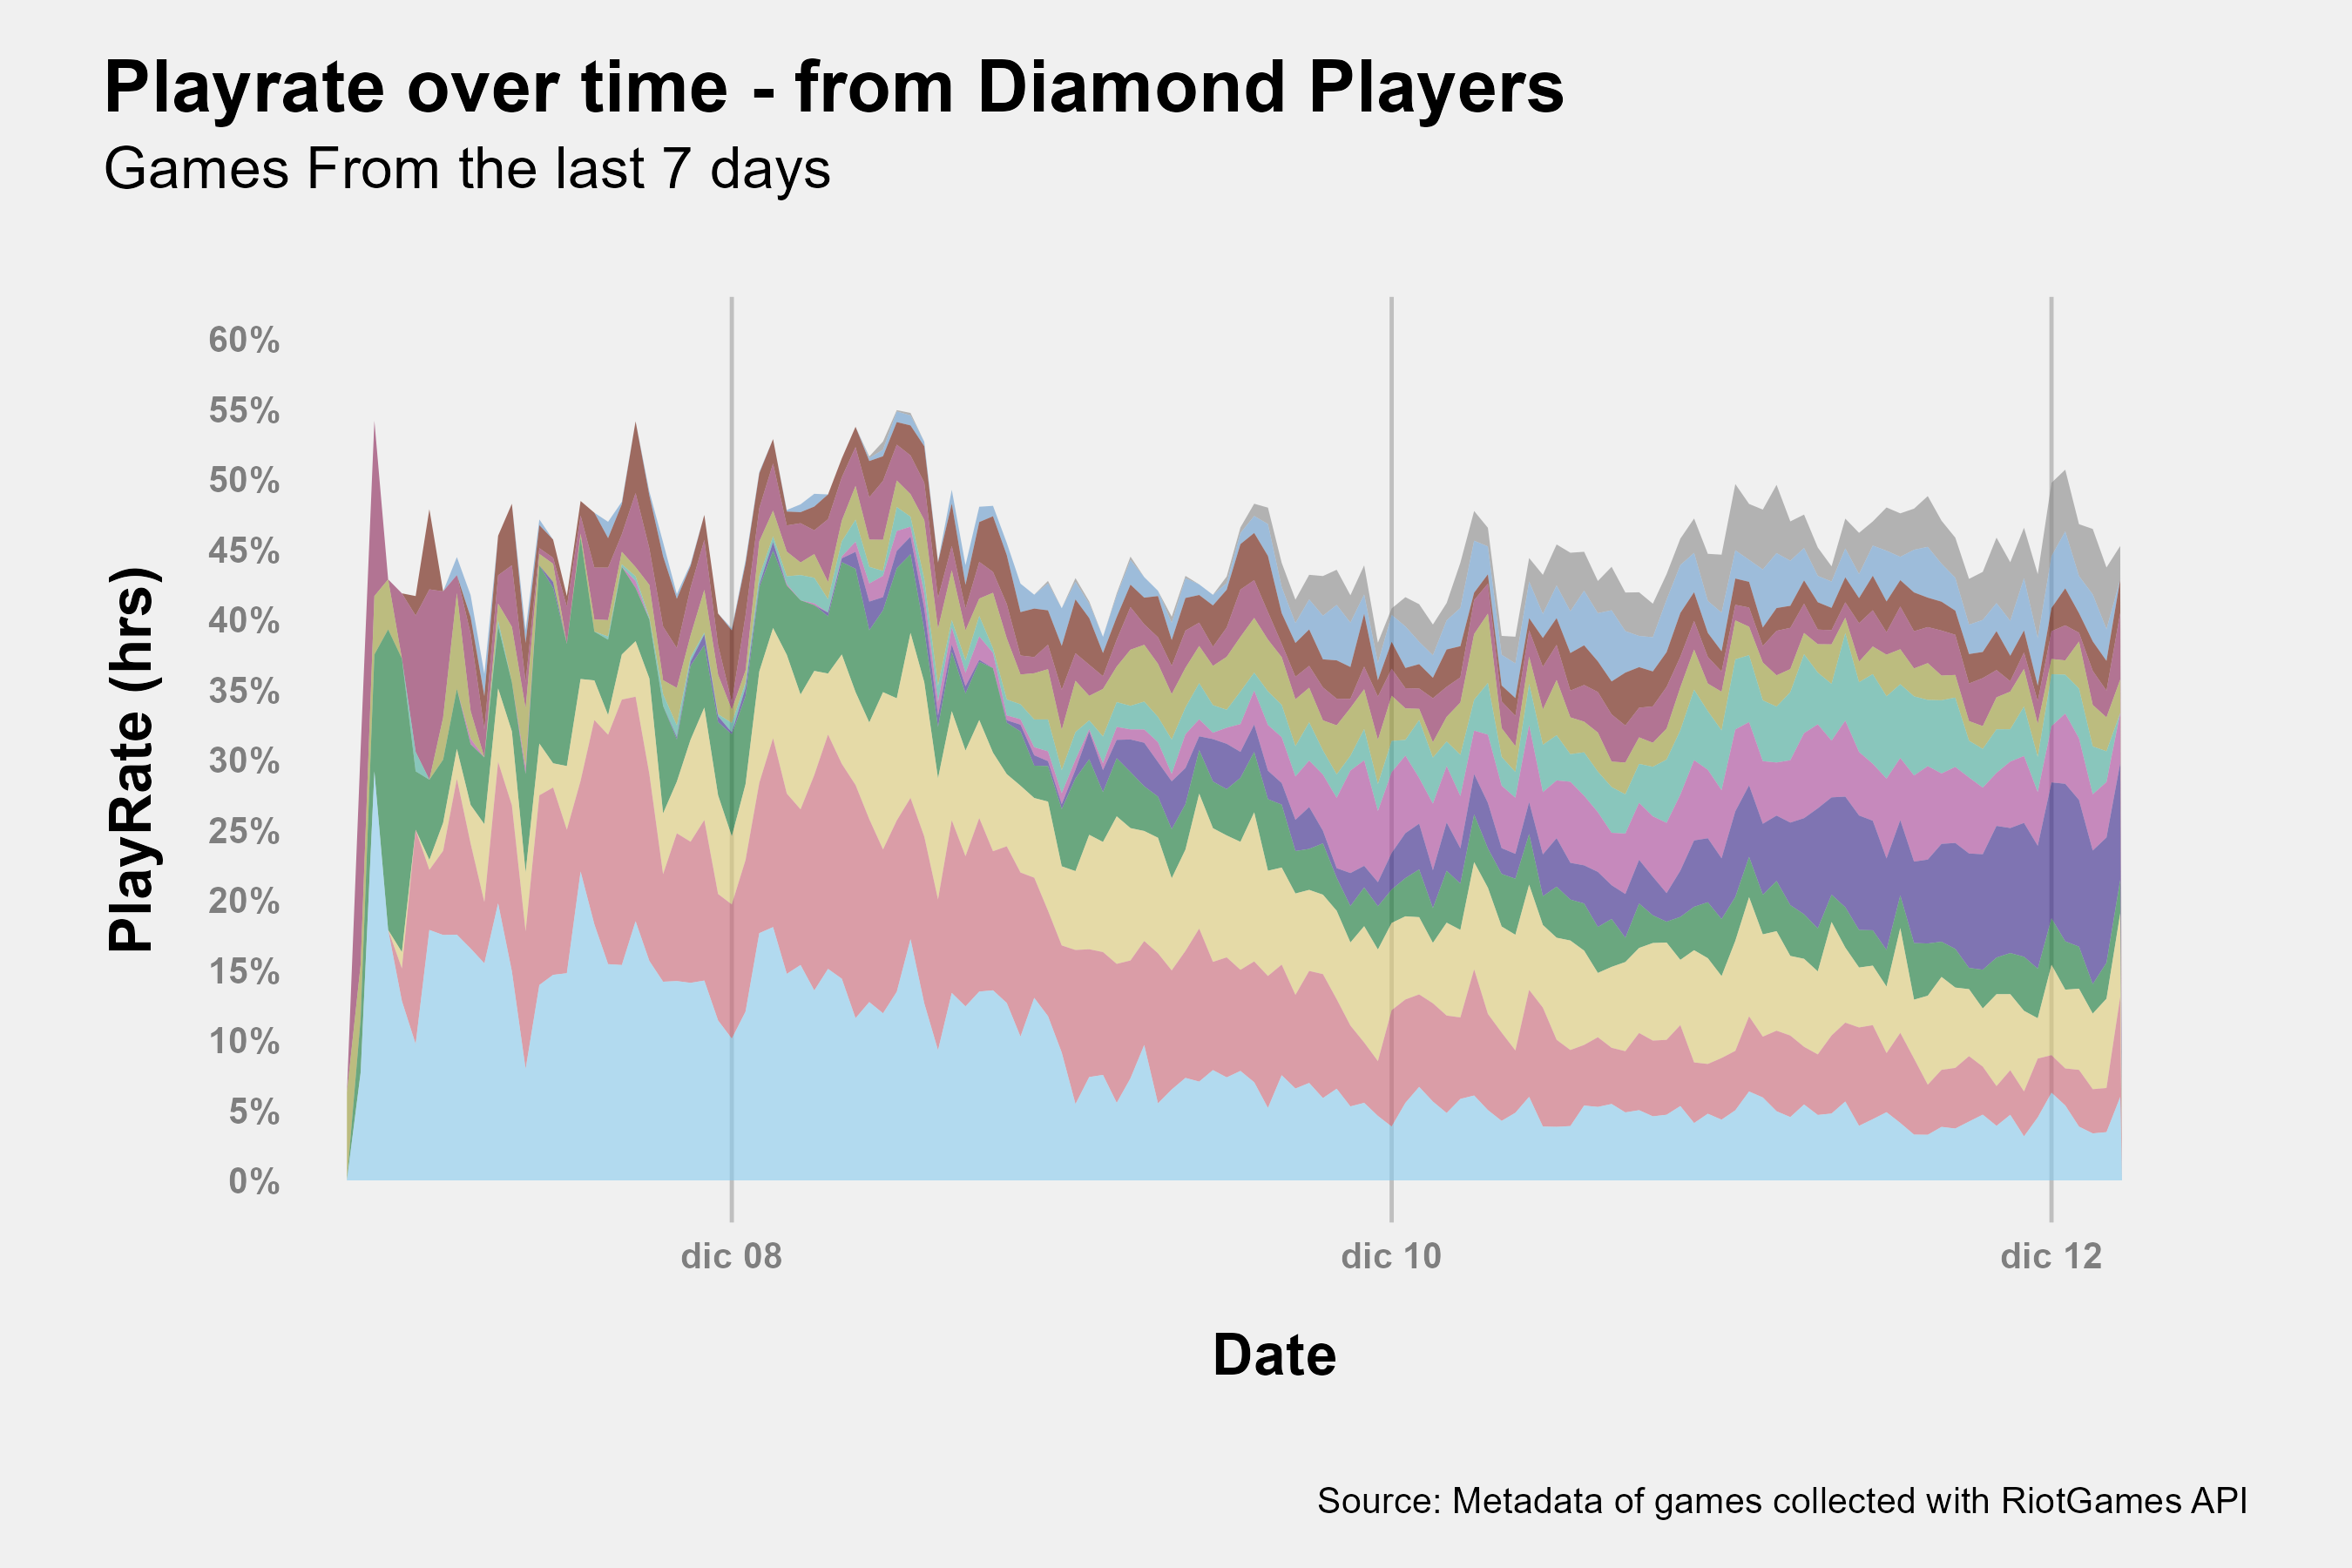 Playrate over time - from Diamond Players
Games From the last 7 days
PlayRate (hrs)
60%
55%
50%
45%
40%
35%
30%
25%
20%
15%
10%
5%
0%
dic 08
dic 10
dic 12
Date
Source: Metadata of games collected with RiotGames API